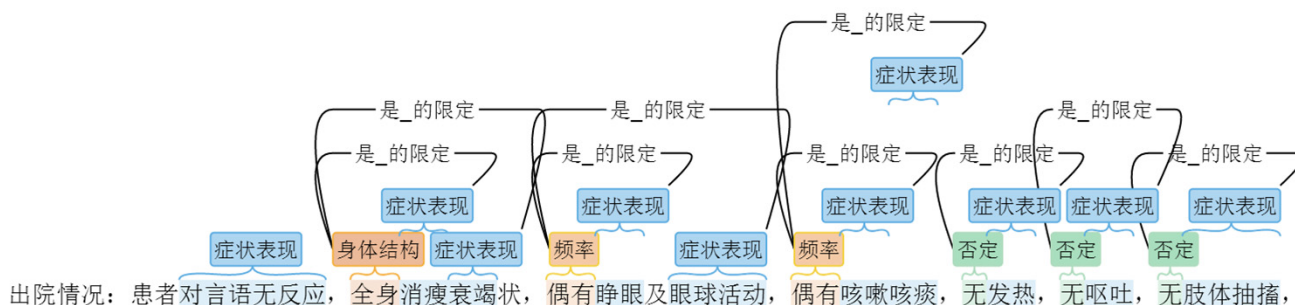 是_的限定
症状表现
是_的限定 是_的限定 是_的限定
是_的限定 是_的限定 是_的限定 是_的限定 是_的限定
症状表现 症状表现 症状表现 症状表现 症状表现 症状表现
症状表现 身体结构 症状表现 频率 症状表现 频率 否定 否定 否定
出院情况：患者对言语无反应，全身消瘦衰竭状，偶有睁眼及眼球活动，偶有咳嗽咳痰，无发热，无呕吐，无肢体抽搐，